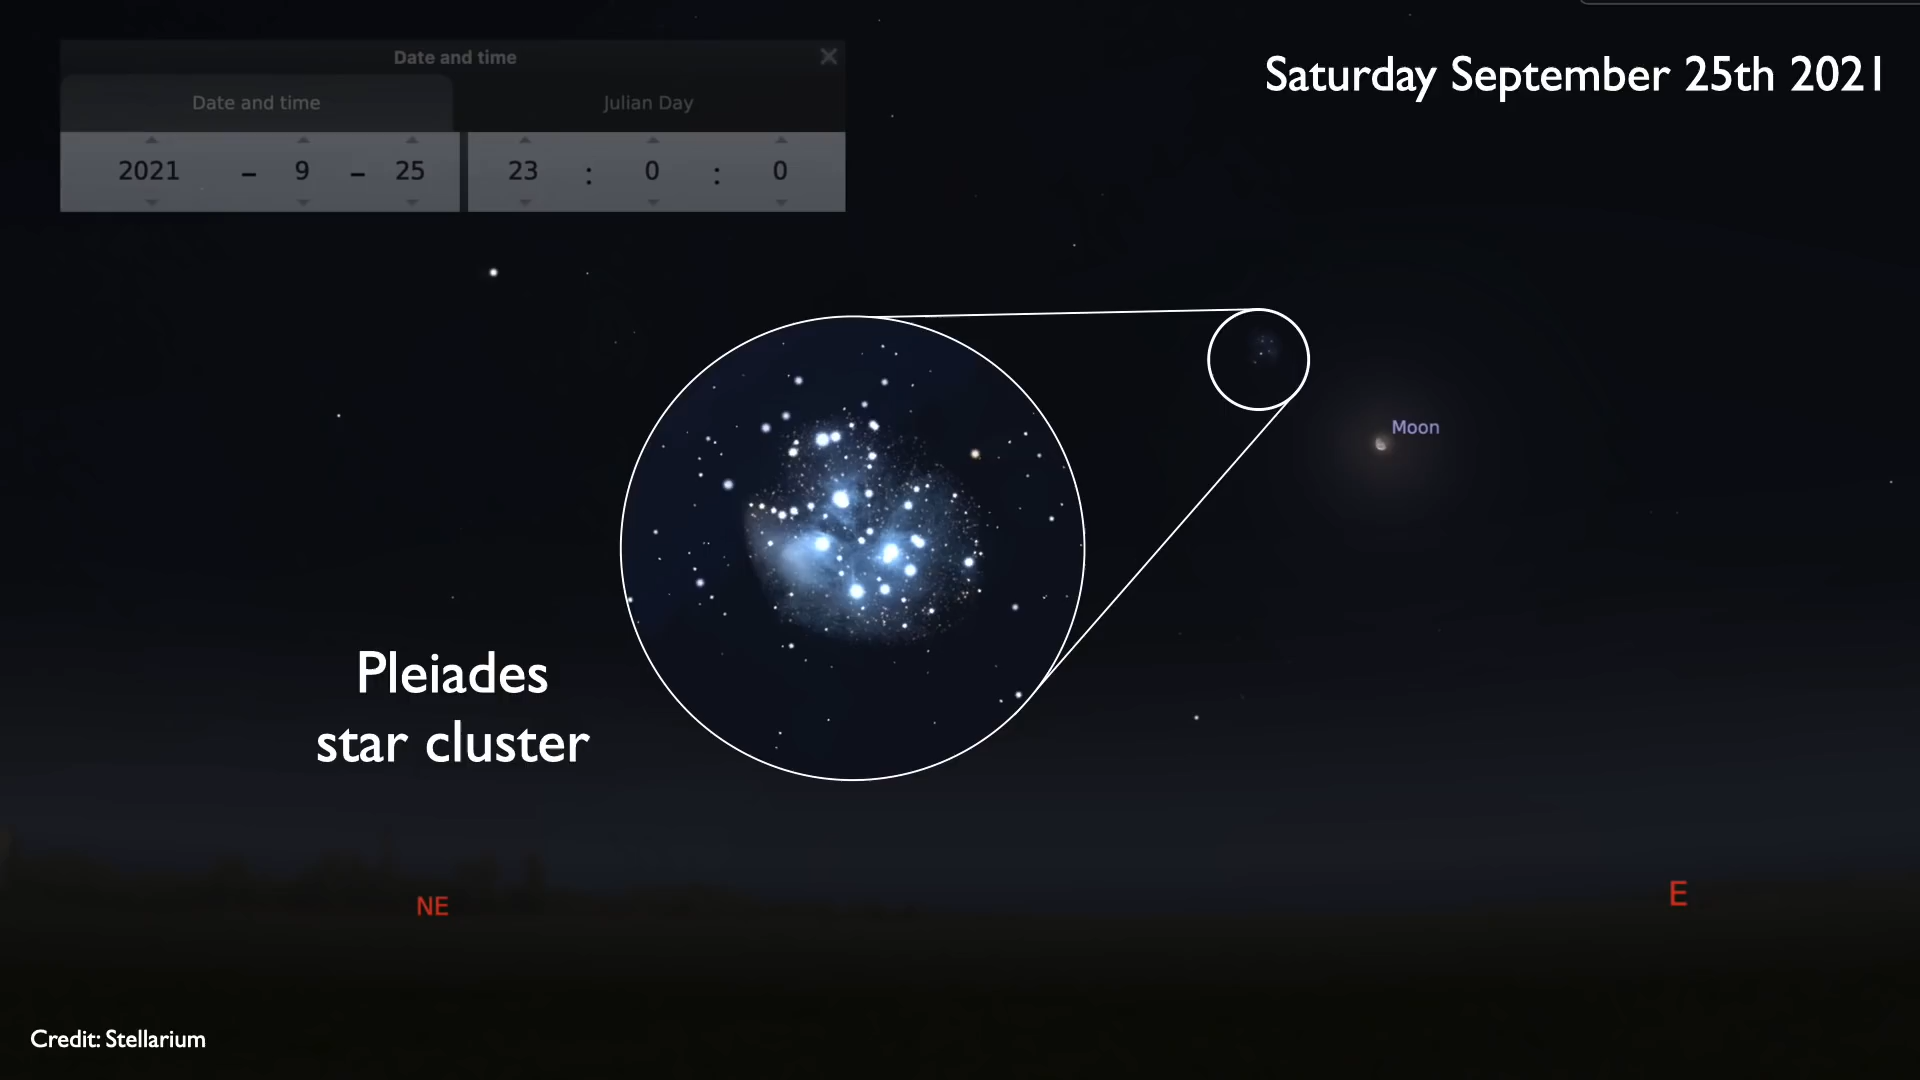 Date and time
Saturday September 25th 2021
Date and time
Julian Day
2021 – 9 – 25 23 : 0 : 0
Moon
Pleiades
star cluster
NE
E
Credit: Stellarium